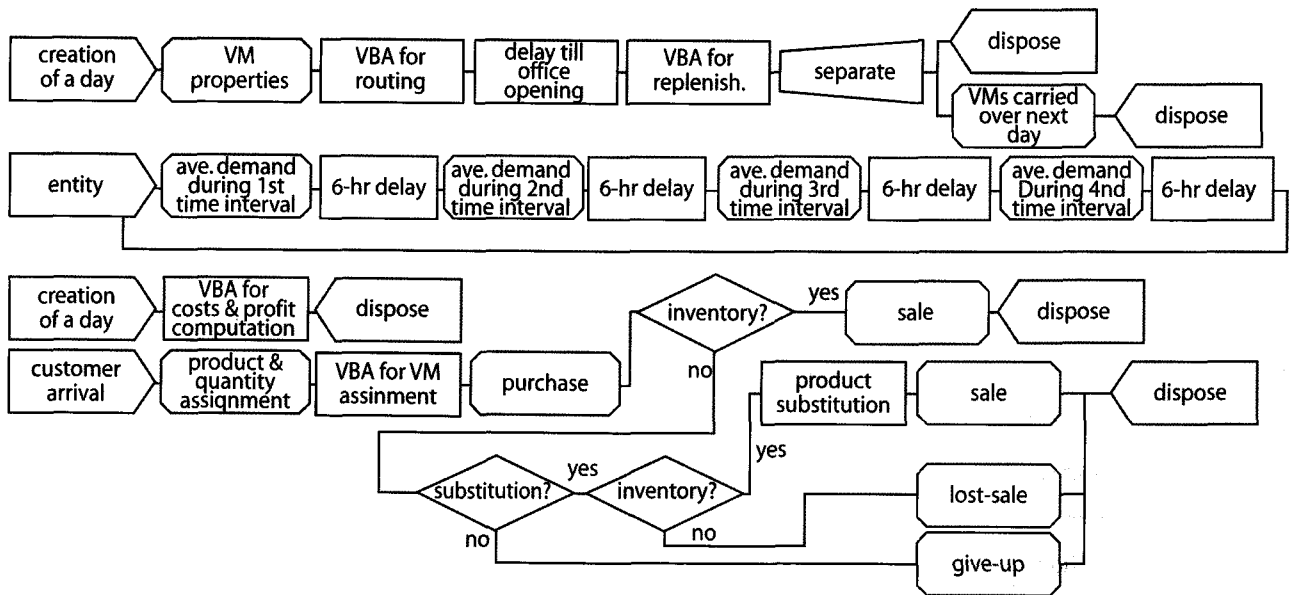 creation
of a day
VM
properties
VBA for
routing
delay till
office
opening
VBA for
replenish.
separate
dispose
VMs carried
over next
day
dispose
entity
ave. demand
during 1st
time interval
6-hr delay
ave. demand
during 2nd
time interval
6-hr delay
ave. demand
during 3rd
time interval
6-hr delay
ave. demand
During 4nd
time interval
6-hr delay
creation
of a day
VBA for
costs & profit
computation
dispose
inventory?
yes
sale
dispose
no
customer
arrival
product &
quantity
assignment
VBA for VM
assinment
purchase
product
substitution
sale
dispose
yes
substitution?
yes
inventory?
lost-sale
no
no
give-up